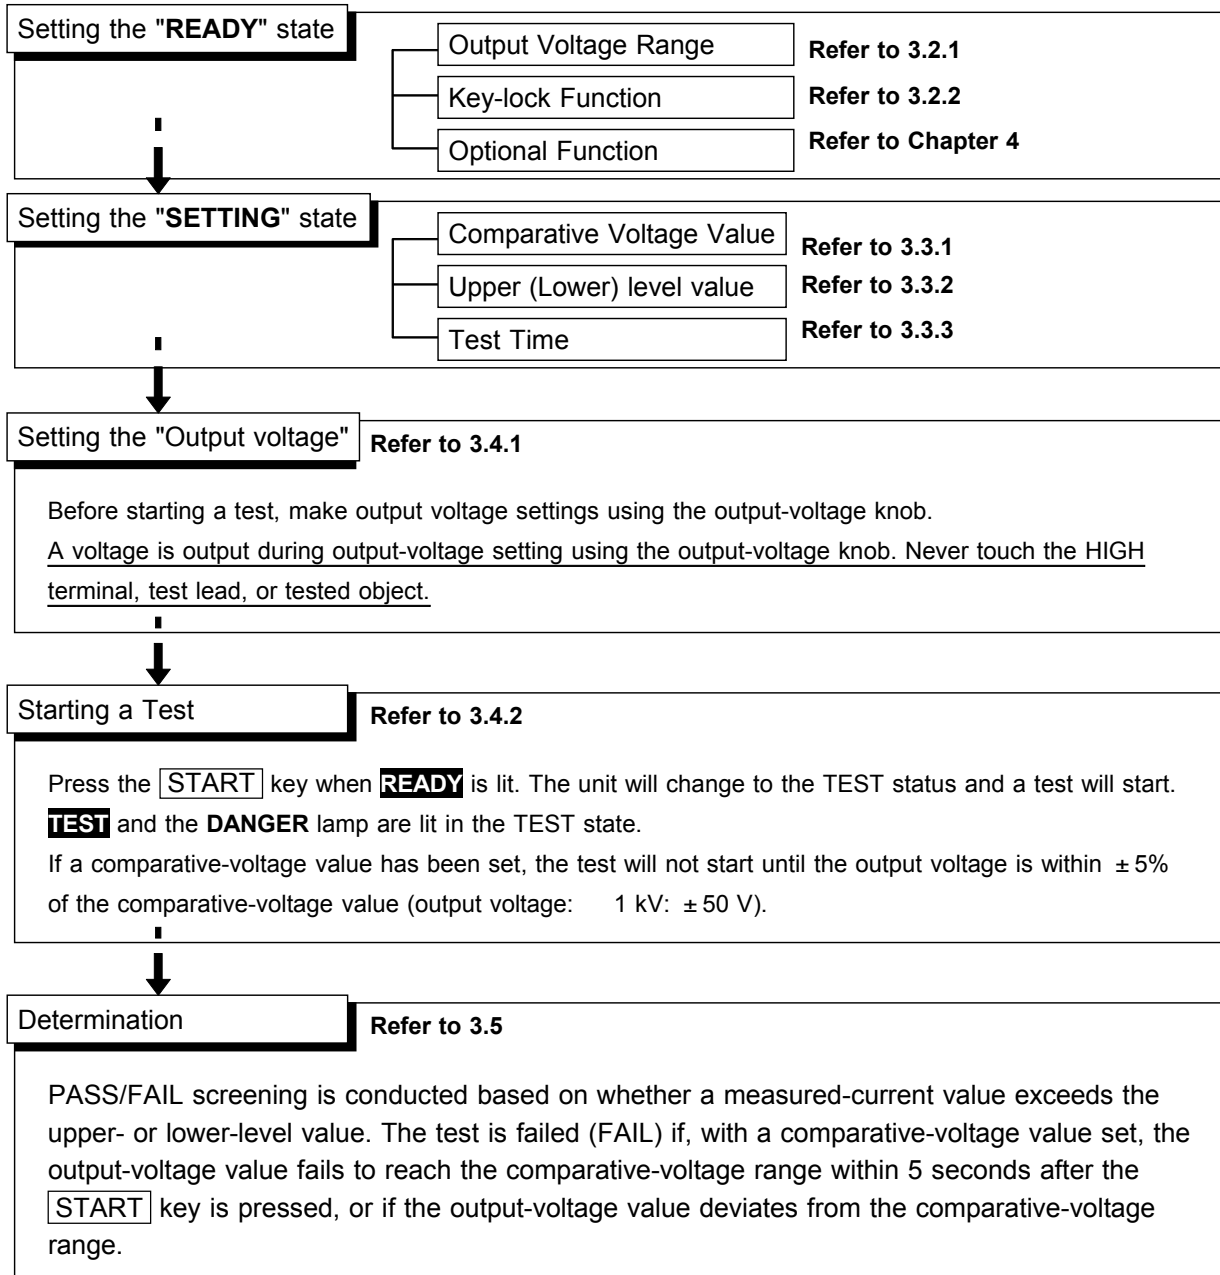 Setting the "READY" state
Output Voltage Range
Refer to 3.2.1
Key-lock Function
Refer to 3.2.2
Optional Function
Refer to Chapter 4
Setting the "SETTING" state
Comparative Voltage Value
Refer to 3.3.1
Upper (Lower) level value
Refer to 3.3.2
Test Time
Refer to 3.3.3
Setting the "Output voltage"
Refer to 3.4.1
Before starting a test, make output voltage settings using the output-voltage knob.
A voltage is output during output-voltage setting using the output-voltage knob. Never touch the HIGH
terminal, test lead, or tested object.
Starting a Test
Refer to 3.4.2
Press the START key when READY is lit. The unit will change to the TEST status and a test will start.
TEST and the DANGER lamp are lit in the TEST state.
If a comparative-voltage value has been set, the test will not start until the output voltage is within ±5%
of the comparative-voltage value (output voltage: 1 kV: ±50 V).
Determination
Refer to 3.5
PASS/FAIL screening is conducted based on whether a measured-current value exceeds the
upper- or lower-level value. The test is failed (FAIL) if, with a comparative-voltage value set, the
output-voltage value fails to reach the comparative-voltage range within 5 seconds after the
START key is pressed, or if the output-voltage value deviates from the comparative-voltage
range.